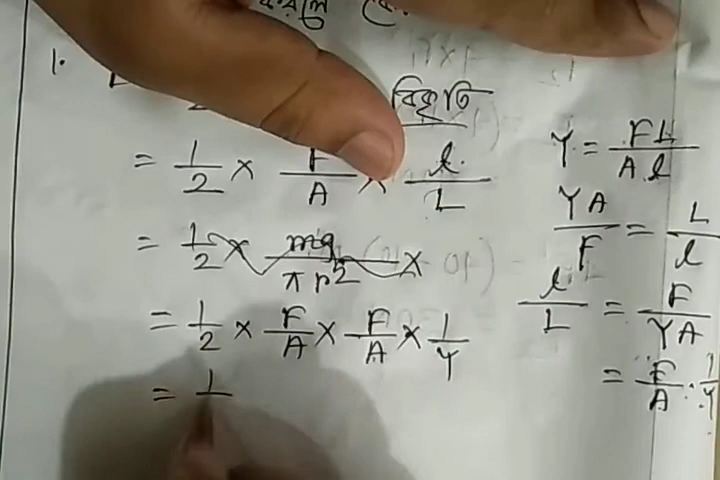 1.
বিকৃতি
= 1/2 × F/A × l/L
= 1/2 × mg/πr² ×
= 1/2 × F/A × F/A × 1/Y
= 1
Y = FL/Al
YA/F = L/l
l/L = F/YA
= F/A · 1/Y